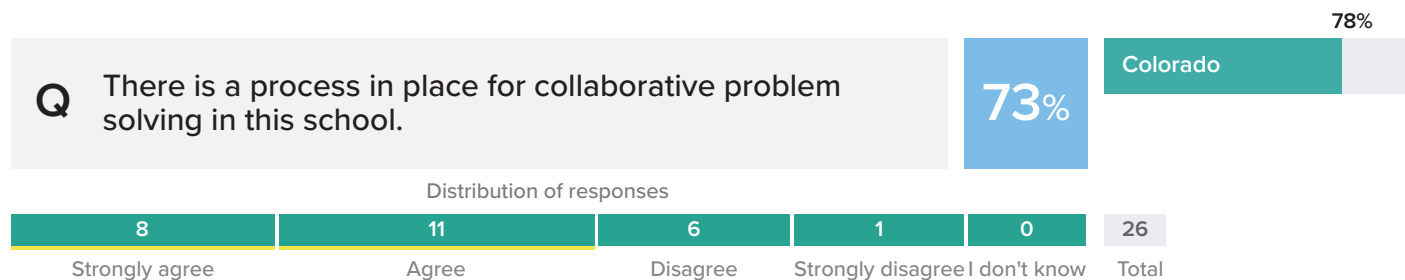 78%
Q There is a process in place for collaborative problem
solving in this school.
73%
Colorado
Distribution of responses
8 11 6 1 0 26
Strongly agree Agree Disagree Strongly disagree I don't know Total